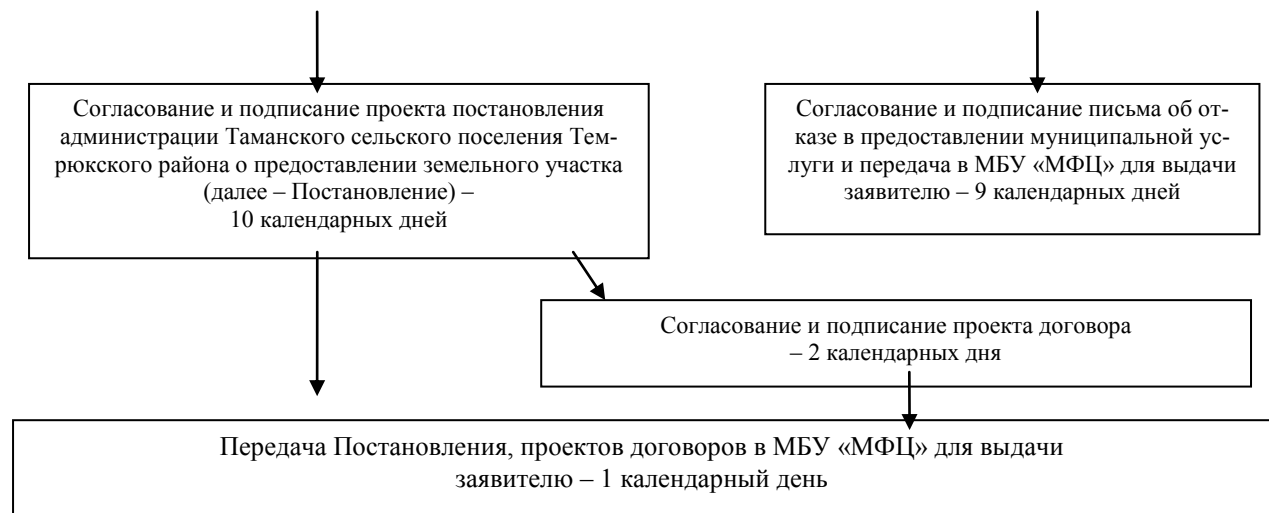 Согласование и подписание проекта постановления
администрации Таманского сельского поселения Тем-
рюкского района о предоставлении земельного участка
(далее – Постановление) –
10 календарных дней
Согласование и подписание письма об от-
казе в предоставлении муниципальной ус-
луги и передача в МБУ «МФЦ» для выдачи
заявителю – 9 календарных дней
Согласование и подписание проекта договора
– 2 календарных дня
Передача Постановления, проектов договоров в МБУ «МФЦ» для выдачи
заявителю – 1 календарный день